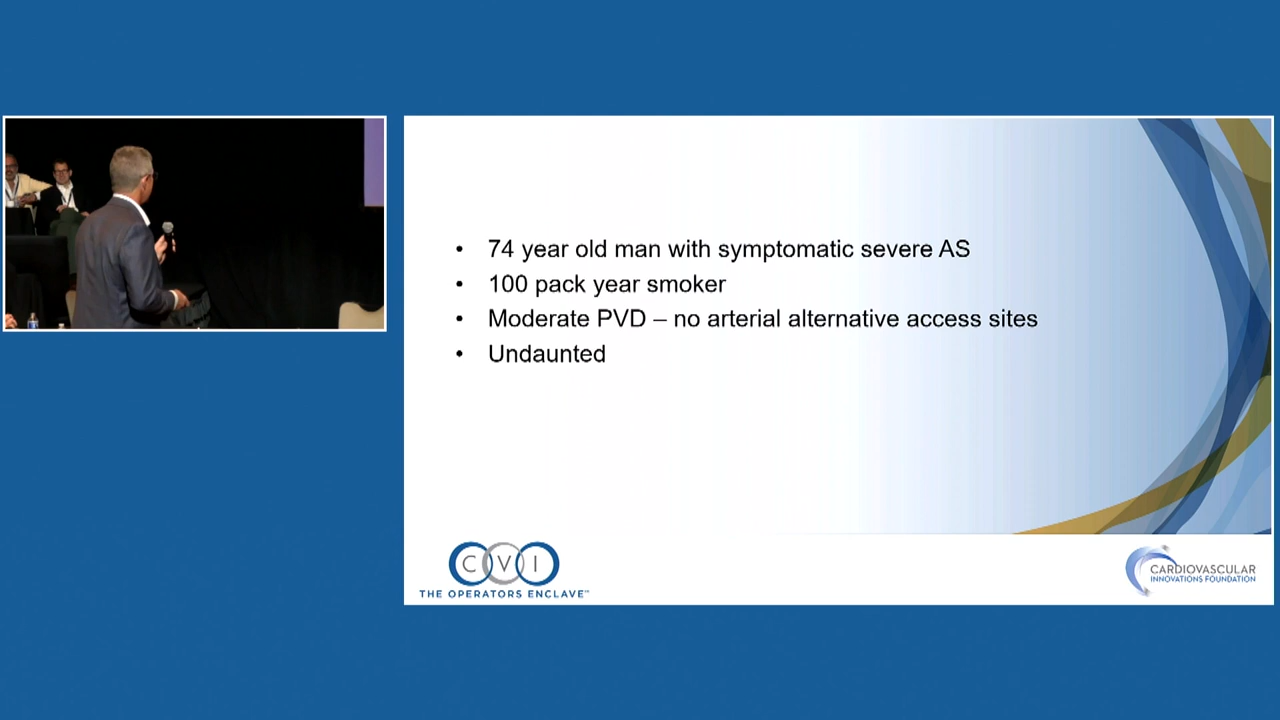 • 74 year old man with symptomatic severe AS
• 100 pack year smoker
• Moderate PVD – no arterial alternative access sites
• Undaunted
C V I
THE OPERATORS ENCLAVE™
CARDIOVASCULAR
INNOVATIONS FOUNDATION